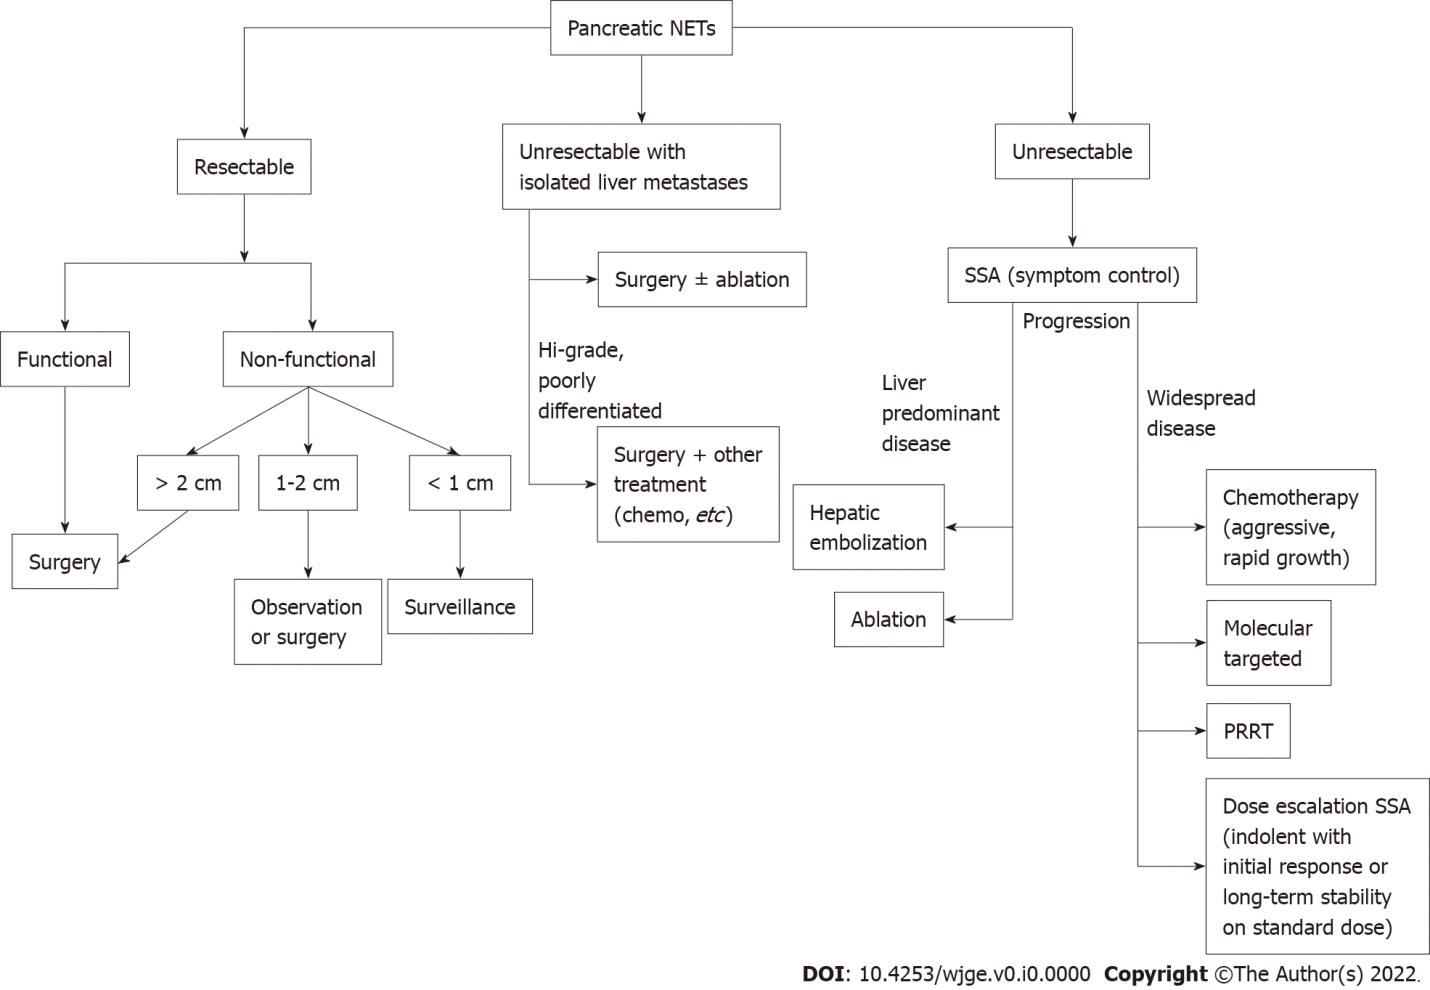 Pancreatic NETs
Resectable
Unresectable with
isolated liver metastases
Unresectable
Functional
Non-functional
> 2 cm
1-2 cm
< 1 cm
Surgery
Observation
or surgery
Surveillance
Surgery ± ablation
Hi-grade,
poorly
differentiated
Surgery + other
treatment
(chemo, etc)
SSA (symptom control)
Progression
Liver
predominant
disease
Hepatic
embolization
Ablation
Widespread
disease
Chemotherapy
(aggressive,
rapid growth)
Molecular
targeted
PRRT
Dose escalation SSA
(indolent with
initial response or
long-term stability
on standard dose)
DOI: 10.4253/wjge.v0.i0.0000 Copyright ©The Author(s) 2022.